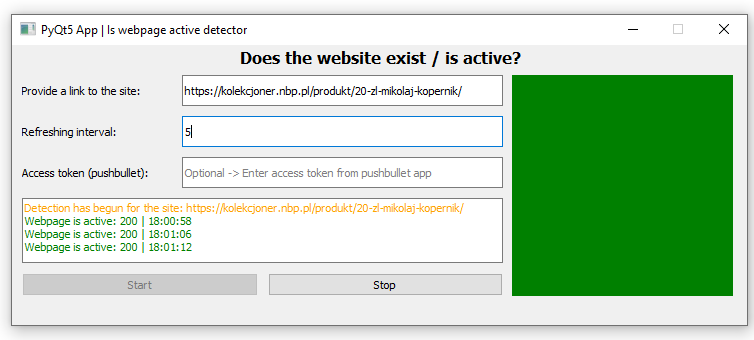 PyQt5 App | Is webpage active detector
Does the website exist / is active?
Provide a link to the site:
https://kolekcjoner.nbp.pl/produkt/20-zl-mikolaj-kopernik/
Refreshing interval:
5
Access token (pushbullet):
Optional -> Enter access token from pushbullet app
Detection has begun for the site: https://kolekcjoner.nbp.pl/produkt/20-zl-mikolaj-kopernik/
Webpage is active: 200 | 18:00:58
Webpage is active: 200 | 18:01:06
Webpage is active: 200 | 18:01:12
Start
Stop